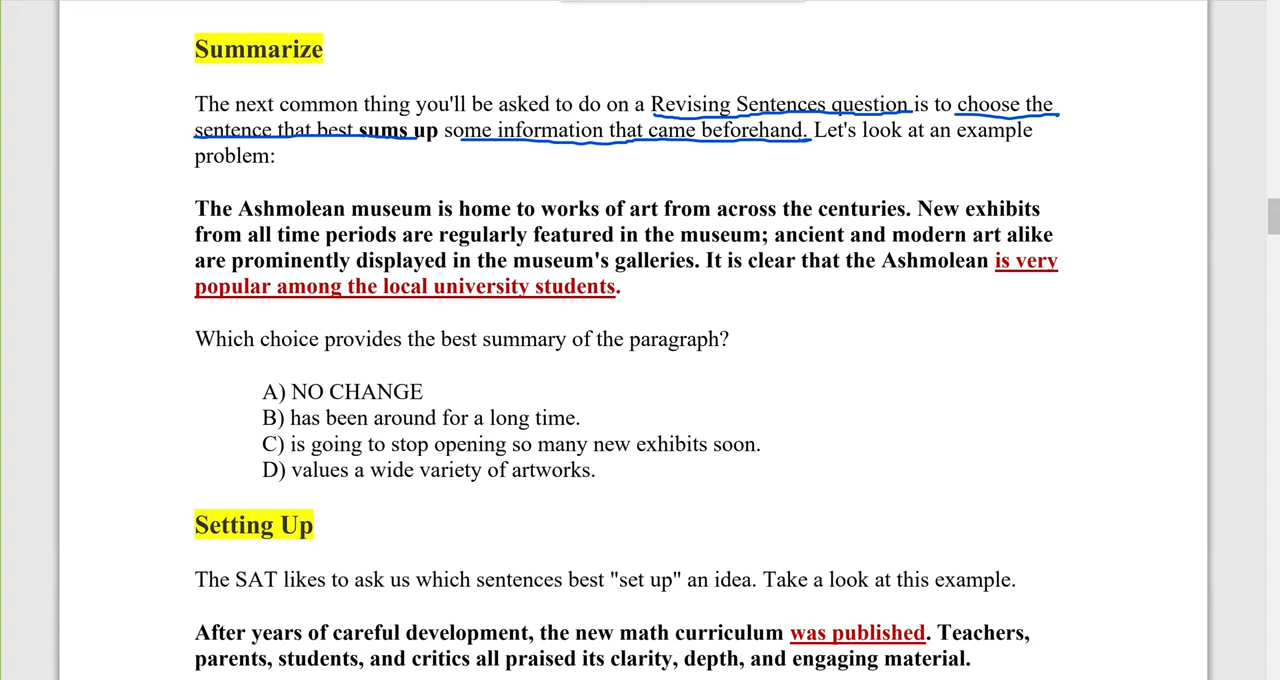 Summarize
The next common thing you'll be asked to do on a Revising Sentences question is to choose the
sentence that best sums up some information that came beforehand. Let's look at an example
problem:
The Ashmolean museum is home to works of art from across the centuries. New exhibits
from all time periods are regularly featured in the museum; ancient and modern art alike
are prominently displayed in the museum's galleries. It is clear that the Ashmolean is very
popular among the local university students.
Which choice provides the best summary of the paragraph?
A) NO CHANGE
B) has been around for a long time.
C) is going to stop opening so many new exhibits soon.
D) values a wide variety of artworks.
Setting Up
The SAT likes to ask us which sentences best "set up" an idea. Take a look at this example.
After years of careful development, the new math curriculum was published. Teachers,
parents, students, and critics all praised its clarity, depth, and engaging material.